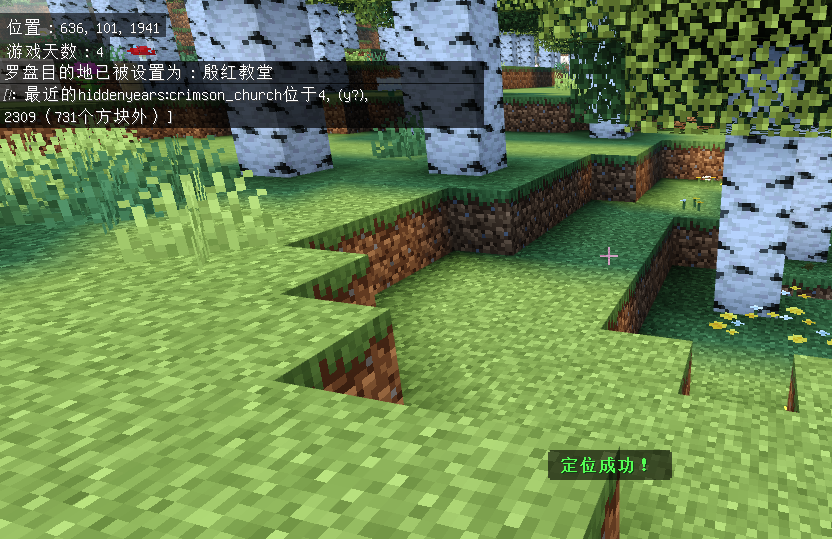 位置：636, 101, 1941
游戏天数：4
罗盘目的地已被设置为：殷红教堂
//: 最近的hiddenyears:crimson_church位于4, (y?),
2309（731个方块外）]
定位成功！